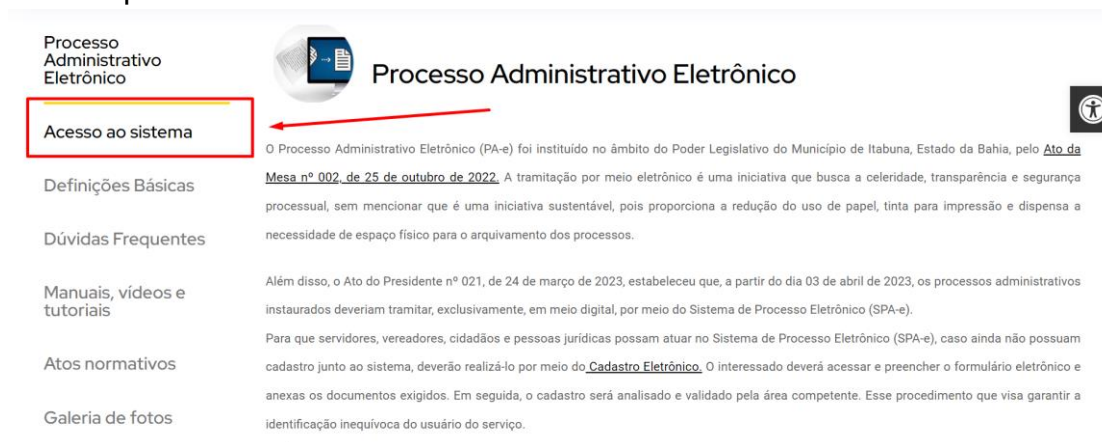 Processo
Administrativo
Eletrônico
Acesso ao sistema
Definições Básicas
Dúvidas Frequentes
Manuais, vídeos e
tutoriais
Atos normativos
Galeria de fotos
Processo Administrativo Eletrônico
O Processo Administrativo Eletrônico (PA-e) foi instituído no âmbito do Poder Legislativo do Município de Itabuna, Estado da Bahia, pelo Ato da
Mesa nº 002, de 25 de outubro de 2022. A tramitação por meio eletrônico é uma iniciativa que busca a celeridade, transparência e segurança
processual, sem mencionar que é uma iniciativa sustentável, pois proporciona a redução do uso de papel, tinta para impressão e dispensa a
necessidade de espaço físico para o arquivamento dos processos.
Além disso, o Ato do Presidente nº 021, de 24 de março de 2023, estabeleceu que, a partir do dia 03 de abril de 2023, os processos administrativos
instaurados deveriam tramitar, exclusivamente, em meio digital, por meio do Sistema de Processo Eletrônico (SPA-e).
Para que servidores, vereadores, cidadãos e pessoas jurídicas possam atuar no Sistema de Processo Eletrônico (SPA-e), caso ainda não possuam
cadastro junto ao sistema, deverão realizá-lo por meio do Cadastro Eletrônico. O interessado deverá acessar e preencher o formulário eletrônico e
anexas os documentos exigidos. Em seguida, o cadastro será analisado e validado pela área competente. Esse procedimento que visa garantir a
identificação inequívoca do usuário do serviço.